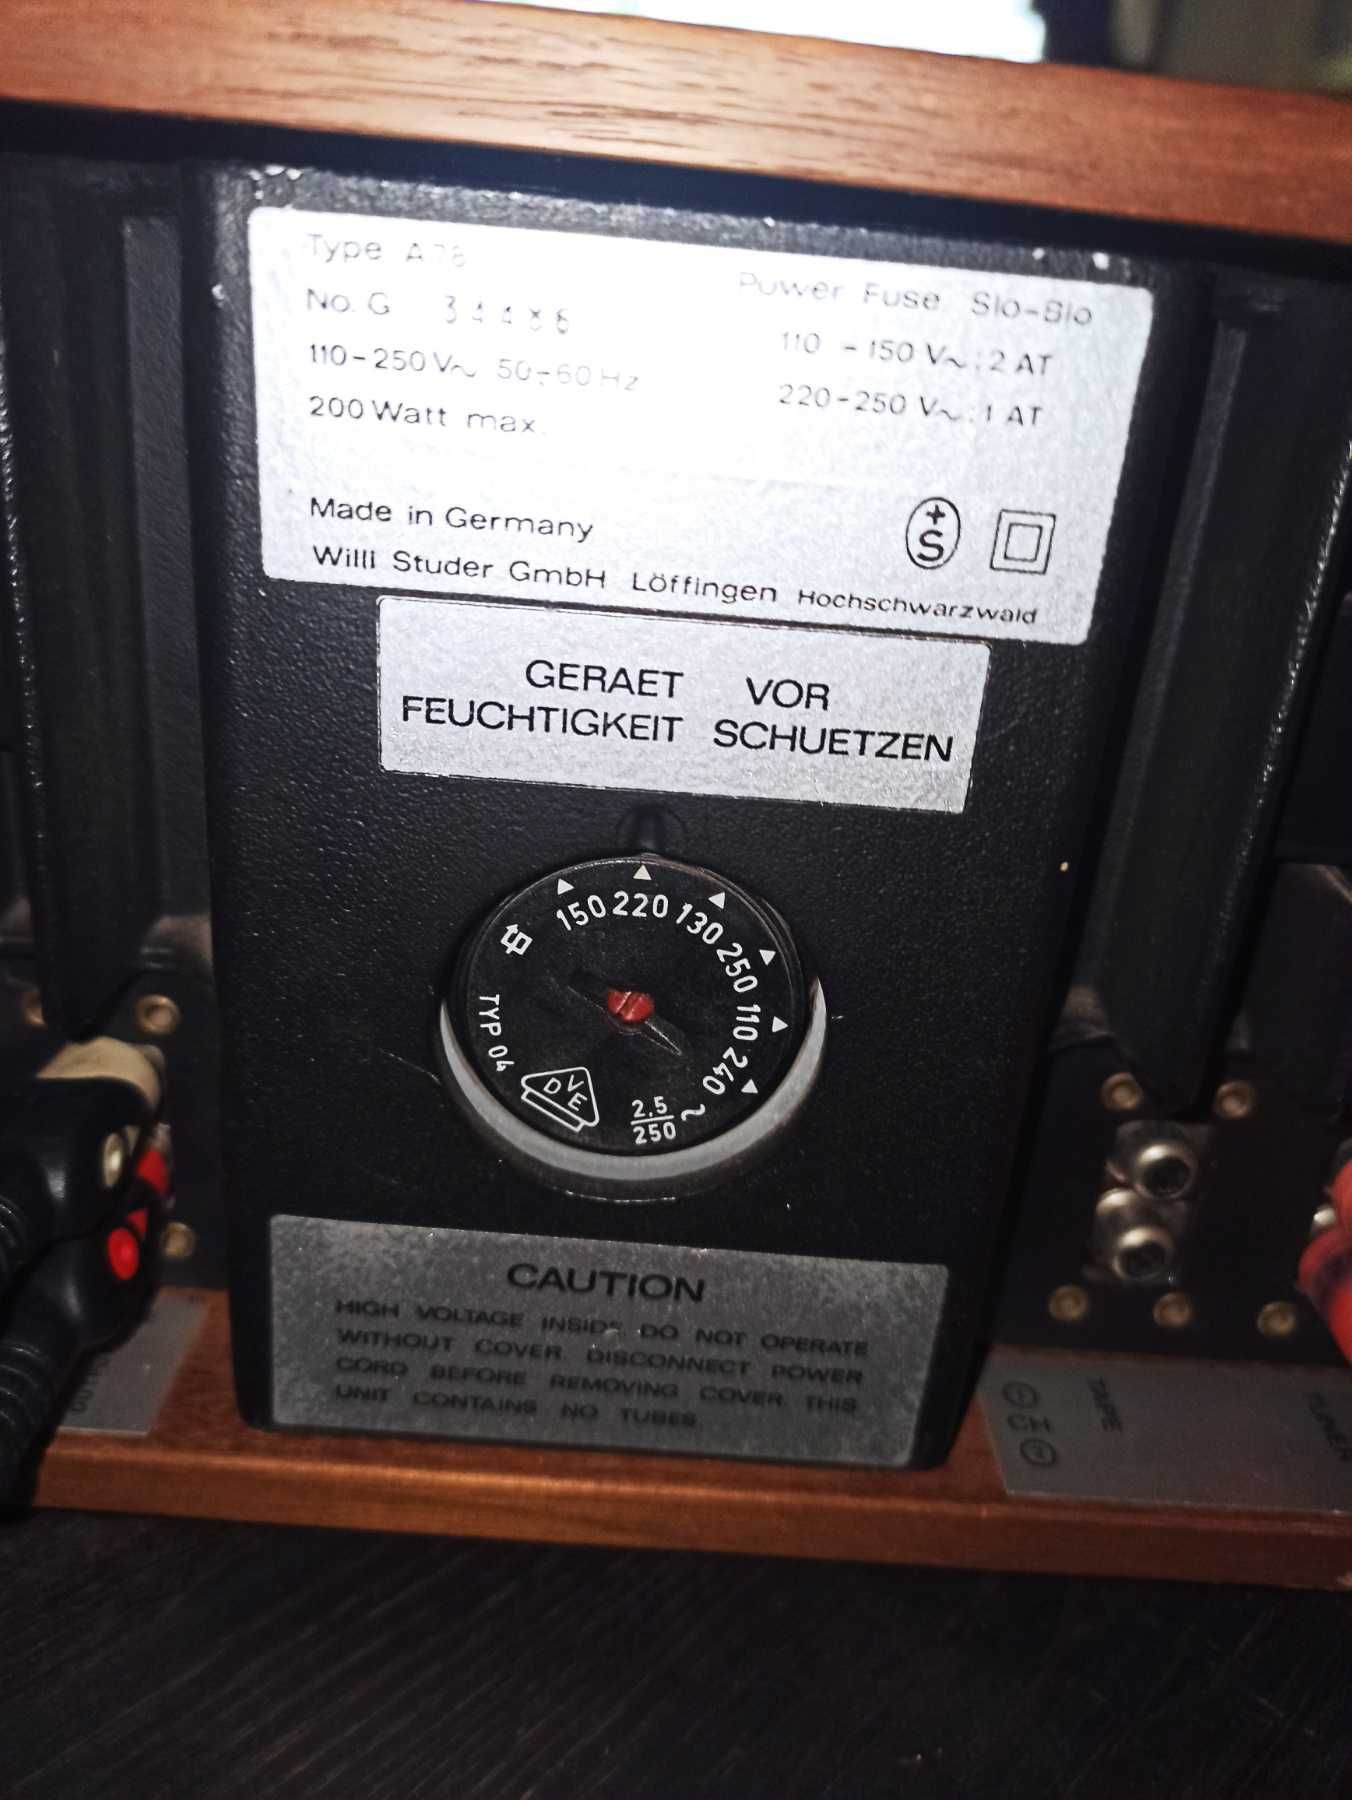 Type A78
No. G 34486
110-250V~ 50-60Hz
200 Watt max.
Power Fuse Slo-Blo
110 -150 V~: 2 AT
220-250 V~: 1 AT
Made in Germany
Willi Studer GmbH Löffingen Hochschwarzwald
+S
GERAET VOR
FEUCHTIGKEIT SCHUETZEN
150 220 130 250 110 240 ~
TYP 04
DVE
2,5
250
CAUTION
HIGH VOLTAGE INSIDE DO NOT OPERATE
WITHOUT COVER. DISCONNECT POWER
CORD BEFORE REMOVING COVER. THIS
UNIT CONTAINS NO TUBES.
CH
TAPE
TUNER